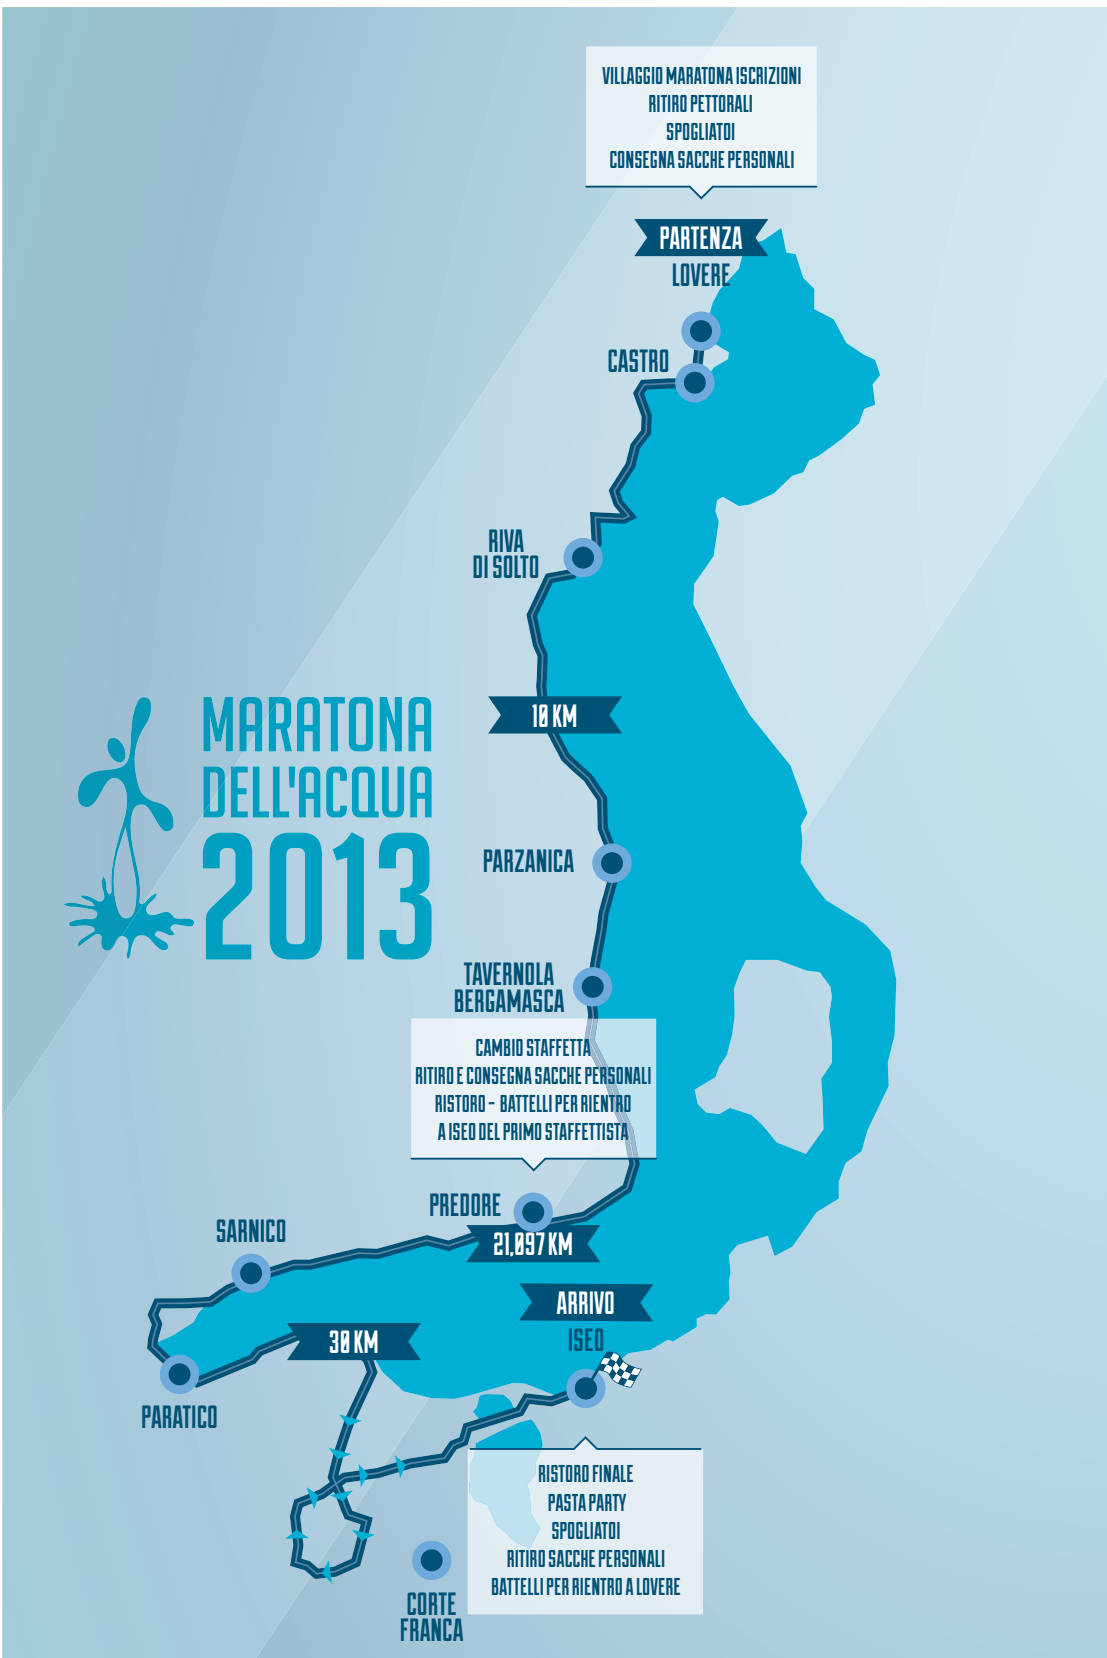 VILLAGGIO MARATONA ISCRIZIONI
RITIRO PETTORALI
SPOGLIATOI
CONSEGNA SACCHE PERSONALI
PARTENZA
LOVERE
CASTRO
RIVA
DI SOLTO
10 KM
MARATONA
DELL'ACQUA
2013
PARZANICA
TAVERNOLA
BERGAMASCA
CAMBIO STAFFETTA
RITIRO E CONSEGNA SACCHE PERSONALI
RISTORO - BATTELLI PER RIENTRO
A ISEO DEL PRIMO STAFFETTISTA
PREDORE
21,097 KM
SARNICO
ARRIVO
ISEO
30 KM
PARATICO
RISTORO FINALE
PASTA PARTY
SPOGLIATOI
RITIRO SACCHE PERSONALI
BATTELLI PER RIENTRO A LOVERE
CORTE
FRANCA